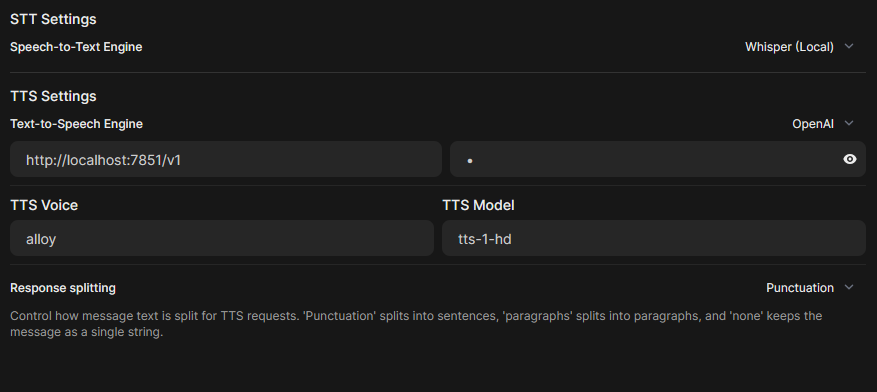 STT Settings
Speech-to-Text Engine Whisper (Local)
TTS Settings
Text-to-Speech Engine OpenAI
http://localhost:7851/v1 •
TTS Voice TTS Model
alloy tts-1-hd
Response splitting Punctuation
Control how message text is split for TTS requests. 'Punctuation' splits into sentences, 'paragraphs' splits into paragraphs, and 'none' keeps the
message as a single string.